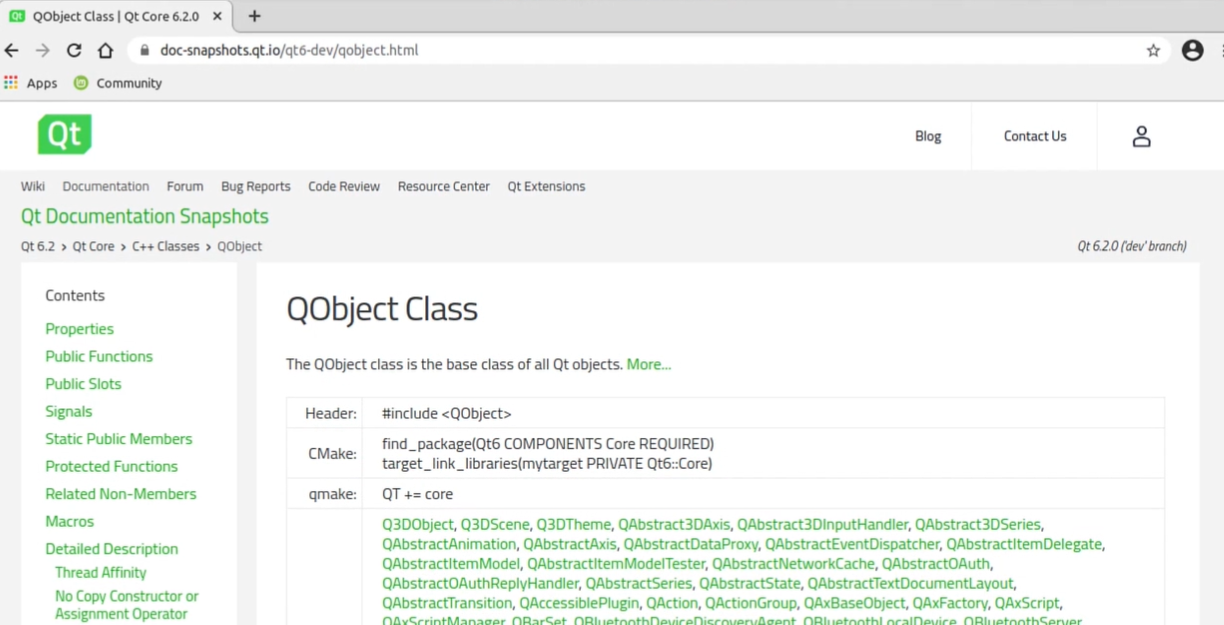 Qt QObject Class | Qt Core 6.2.0
doc-snapshots.qt.io/qt6-dev/qobject.html
Apps Community
Qt
Blog Contact Us
Wiki Documentation Forum Bug Reports Code Review Resource Center Qt Extensions
Qt Documentation Snapshots
Qt 6.2 > Qt Core > C++ Classes > QObject
Qt 6.2.0 ('dev' branch)
Contents
Properties
Public Functions
Public Slots
Signals
Static Public Members
Protected Functions
Related Non-Members
Macros
Detailed Description
Thread Affinity
No Copy Constructor or
Assignment Operator
QObject Class
The QObject class is the base class of all Qt objects. More...
Header: #include <QObject>
CMake: find_package(Qt6 COMPONENTS Core REQUIRED)
target_link_libraries(mytarget PRIVATE Qt6::Core)
qmake: QT += core
Q3DObject, Q3DScene, Q3DTheme, QAbstract3DAxis, QAbstract3DInputHandler, QAbstract3DSeries,
QAbstractAnimation, QAbstractAxis, QAbstractDataProxy, QAbstractEventDispatcher, QAbstractItemDelegate,
QAbstractItemModel, QAbstractItemModelTester, QAbstractNetworkCache, QAbstractOAuth,
QAbstractOAuthReplyHandler, QAbstractSeries, QAbstractState, QAbstractTextDocumentLayout,
QAbstractTransition, QAccessiblePlugin, QAction, QActionGroup, QAxBaseObject, QAxFactory, QAxScript,
QAxScriptManager, QBarSet, QBluetoothDeviceDiscoveryAgent, QBluetoothLocalDevice, QBluetoothServer,